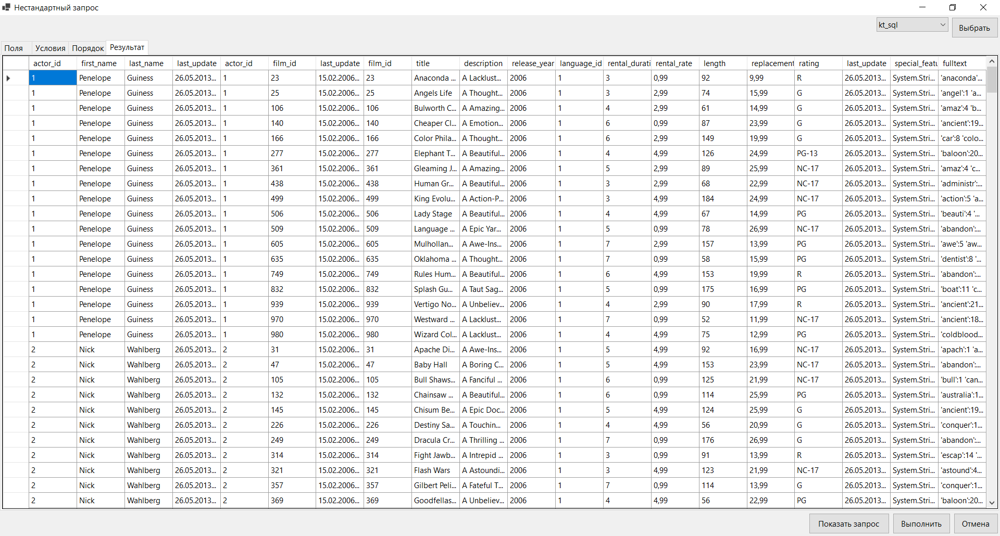 Нестандартный запрос
kt_sql Выбрать
Поля Условия Порядок Результат
actor_id first_name last_name last_update actor_id film_id last_update film_id title description release_year language_id rental_durati rental_rate length replacement rating last_update special_featu fulltext
1 Penelope Guiness 26.05.2013... 1 23 15.02.2006... 23 Anaconda ... A Lacklust... 2006 1 3 0,99 92 9,99 R 26.05.2013... System.Stri... 'anaconda'...
1 Penelope Guiness 26.05.2013... 1 25 15.02.2006... 25 Angels Life A Thought... 2006 1 3 2,99 74 15,99 G 26.05.2013... System.Stri... 'angel':1 'a...
1 Penelope Guiness 26.05.2013... 1 106 15.02.2006... 106 Bulworth C... A Amazing... 2006 1 4 2,99 61 14,99 G 26.05.2013... System.Stri... 'amaz':4 'b...
1 Penelope Guiness 26.05.2013... 1 140 15.02.2006... 140 Cheaper Cl... A Emotion... 2006 1 6 0,99 87 23,99 G 26.05.2013... System.Stri... 'ancient':19...
1 Penelope Guiness 26.05.2013... 1 166 15.02.2006... 166 Color Phila... A Thought... 2006 1 6 2,99 149 19,99 G 26.05.2013... System.Stri... 'car':8 'colo...
1 Penelope Guiness 26.05.2013... 1 277 15.02.2006... 277 Elephant T... A Beautiful... 2006 1 4 4,99 126 24,99 PG-13 26.05.2013... System.Stri... 'baloon':20...
1 Penelope Guiness 26.05.2013... 1 361 15.02.2006... 361 Gleaming J... A Amazing... 2006 1 5 2,99 89 25,99 NC-17 26.05.2013... System.Stri... 'amaz':4 'c...
1 Penelope Guiness 26.05.2013... 1 438 15.02.2006... 438 Human Gr... A Beautiful... 2006 1 3 2,99 68 22,99 NC-17 26.05.2013... System.Stri... 'administr':...
1 Penelope Guiness 26.05.2013... 1 499 15.02.2006... 499 King Evolu... A Action-P... 2006 1 3 4,99 184 24,99 NC-17 26.05.2013... System.Stri... 'action':5 'a...
1 Penelope Guiness 26.05.2013... 1 506 15.02.2006... 506 Lady Stage A Beautiful... 2006 1 4 4,99 67 14,99 PG 26.05.2013... System.Stri... 'beauti':4 '...
1 Penelope Guiness 26.05.2013... 1 509 15.02.2006... 509 Language ... A Epic Yar... 2006 1 5 0,99 78 26,99 NC-17 26.05.2013... System.Stri... 'abandon':...
1 Penelope Guiness 26.05.2013... 1 605 15.02.2006... 605 Mulhollan... A Awe-Ins... 2006 1 7 2,99 157 13,99 PG 26.05.2013... System.Stri... 'awe':5 'aw...
1 Penelope Guiness 26.05.2013... 1 635 15.02.2006... 635 Oklahoma ... A Thought... 2006 1 7 0,99 58 15,99 PG 26.05.2013... System.Stri... 'dentist':8 '...
1 Penelope Guiness 26.05.2013... 1 749 15.02.2006... 749 Rules Hum... A Beautiful... 2006 1 6 4,99 153 19,99 R 26.05.2013... System.Stri... 'abandon':...
1 Penelope Guiness 26.05.2013... 1 832 15.02.2006... 832 Splash Gu... A Taut Sag... 2006 1 5 0,99 175 16,99 PG 26.05.2013... System.Stri... 'boat':11 'c...
1 Penelope Guiness 26.05.2013... 1 939 15.02.2006... 939 Vertigo No... A Unbeliev... 2006 1 4 2,99 90 17,99 R 26.05.2013... System.Stri... 'ancient':21...
1 Penelope Guiness 26.05.2013... 1 970 15.02.2006... 970 Westward ... A Lacklust... 2006 1 7 0,99 52 11,99 NC-17 26.05.2013... System.Stri... 'ancient':18...
1 Penelope Guiness 26.05.2013... 1 980 15.02.2006... 980 Wizard Col... A Lacklust... 2006 1 4 4,99 75 12,99 PG 26.05.2013... System.Stri... 'coldblood...
2 Nick Wahlberg 26.05.2013... 2 31 15.02.2006... 31 Apache Di... A Awe-Ins... 2006 1 5 4,99 92 16,99 NC-17 26.05.2013... System.Stri... 'apach':1 'a...
2 Nick Wahlberg 26.05.2013... 2 47 15.02.2006... 47 Baby Hall A Boring C... 2006 1 5 4,99 153 23,99 NC-17 26.05.2013... System.Stri... 'abandon':...
2 Nick Wahlberg 26.05.2013... 2 105 15.02.2006... 105 Bull Shaws... A Fanciful ... 2006 1 6 0,99 125 21,99 NC-17 26.05.2013... System.Stri... 'bull':1 'can...
2 Nick Wahlberg 26.05.2013... 2 132 15.02.2006... 132 Chainsaw ... A Beautiful... 2006 1 6 0,99 114 25,99 PG 26.05.2013... System.Stri... 'australia':1...
2 Nick Wahlberg 26.05.2013... 2 145 15.02.2006... 145 Chisum Be... A Epic Doc... 2006 1 5 4,99 124 25,99 G 26.05.2013... System.Stri... 'ancient':19...
2 Nick Wahlberg 26.05.2013... 2 226 15.02.2006... 226 Destiny Sa... A Touchin... 2006 1 4 4,99 56 20,99 G 26.05.2013... System.Stri... 'conquer':1...
2 Nick Wahlberg 26.05.2013... 2 249 15.02.2006... 249 Dracula Cr... A Thrilling ... 2006 1 7 0,99 176 26,99 G 26.05.2013... System.Stri... 'abandon':...
2 Nick Wahlberg 26.05.2013... 2 314 15.02.2006... 314 Fight Jawb... A Intrepid ... 2006 1 3 0,99 91 13,99 R 26.05.2013... System.Stri... 'escap':14 '...
2 Nick Wahlberg 26.05.2013... 2 321 15.02.2006... 321 Flash Wars A Astoundi... 2006 1 3 4,99 123 21,99 NC-17 26.05.2013... System.Stri... 'astound':4...
2 Nick Wahlberg 26.05.2013... 2 357 15.02.2006... 357 Gilbert Peli... A Fateful T... 2006 1 7 0,99 114 13,99 G 26.05.2013... System.Stri... 'conquer':1...
2 Nick Wahlberg 26.05.2013... 2 369 15.02.2006... 369 Goodfellas... A Unbeliev... 2006 1 4 4,99 56 22,99 PG 26.05.2013... System.Stri... 'baloon':20...
Показать запрос Выполнить Отмена